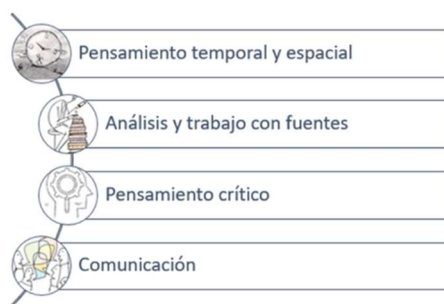 Pensamiento temporal y espacial
Análisis y trabajo con fuentes
Pensamiento crítico
Comunicación